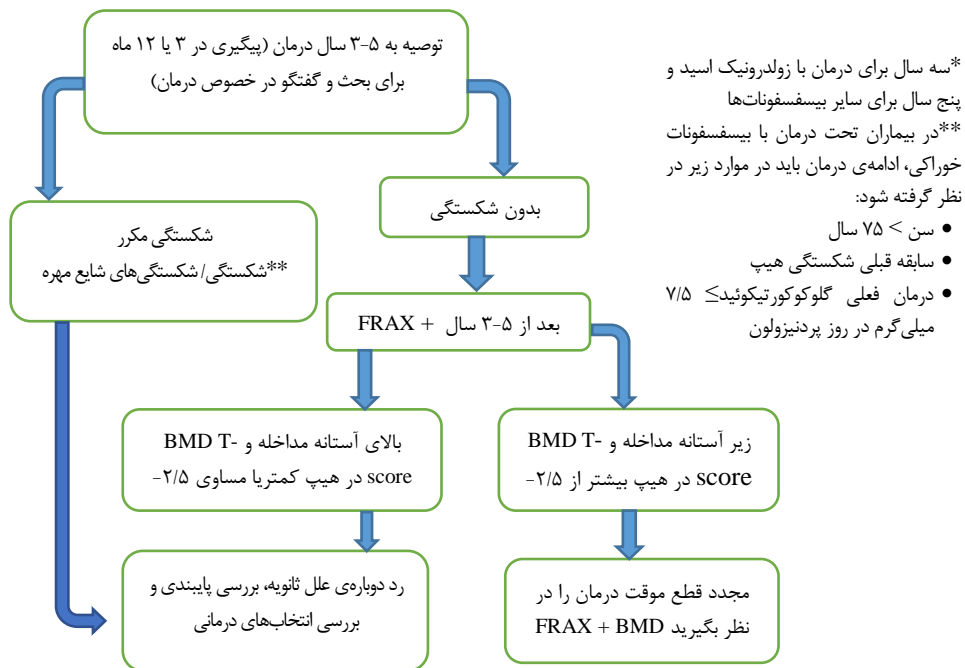 توصیه به ۵-۳ سال درمان (پیگیری در ۳ یا ۱۲ ماه
برای بحث و گفتگو در خصوص درمان)
*سه سال برای درمان با زولدرونیک اسید و
پنج سال برای سایر بیسفسفونات‌ها
**در بیماران تحت درمان با بیسفسفونات
خوراکی، ادامه‌ی درمان باید در موارد زیر در
نظر گرفته شود:
• سن > ۷۵ سال
• سابقه قبلی شکستگی هیپ
• درمان فعلی گلوکوکورتیکوئید≥ ۷/۵
میلی‌گرم در روز پردنیزولون
بدون شکستگی
شکستگی مکرر
**شکستگی/ شکستگی‌های شایع مهره
بعد از ۵-۳ سال + FRAX
بالای آستانه مداخله و BMD T-
score در هیپ کمتریا مساوی ۲/۵-
زیر آستانه مداخله و BMD T-
score در هیپ بیشتر از ۲/۵-
رد دوباره‌ی علل ثانویه، بررسی پایبندی و
بررسی انتخاب‌های درمانی
مجدد قطع موقت درمان را در
نظر بگیرید FRAX + BMD